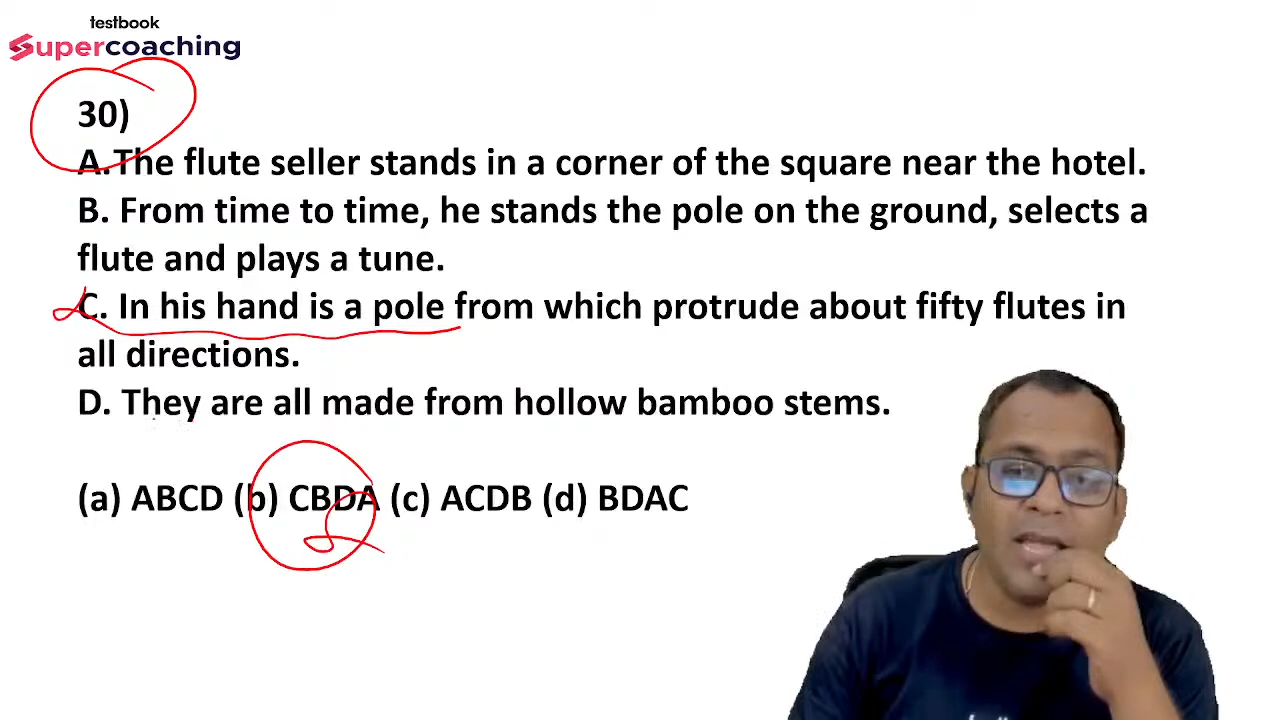 testbook
Supercoaching
30)
A.The flute seller stands in a corner of the square near the hotel.
B. From time to time, he stands the pole on the ground, selects a
flute and plays a tune.
C. In his hand is a pole from which protrude about fifty flutes in
all directions.
D. They are all made from hollow bamboo stems.
(a) ABCD (b) CBDA (c) ACDB (d) BDAC